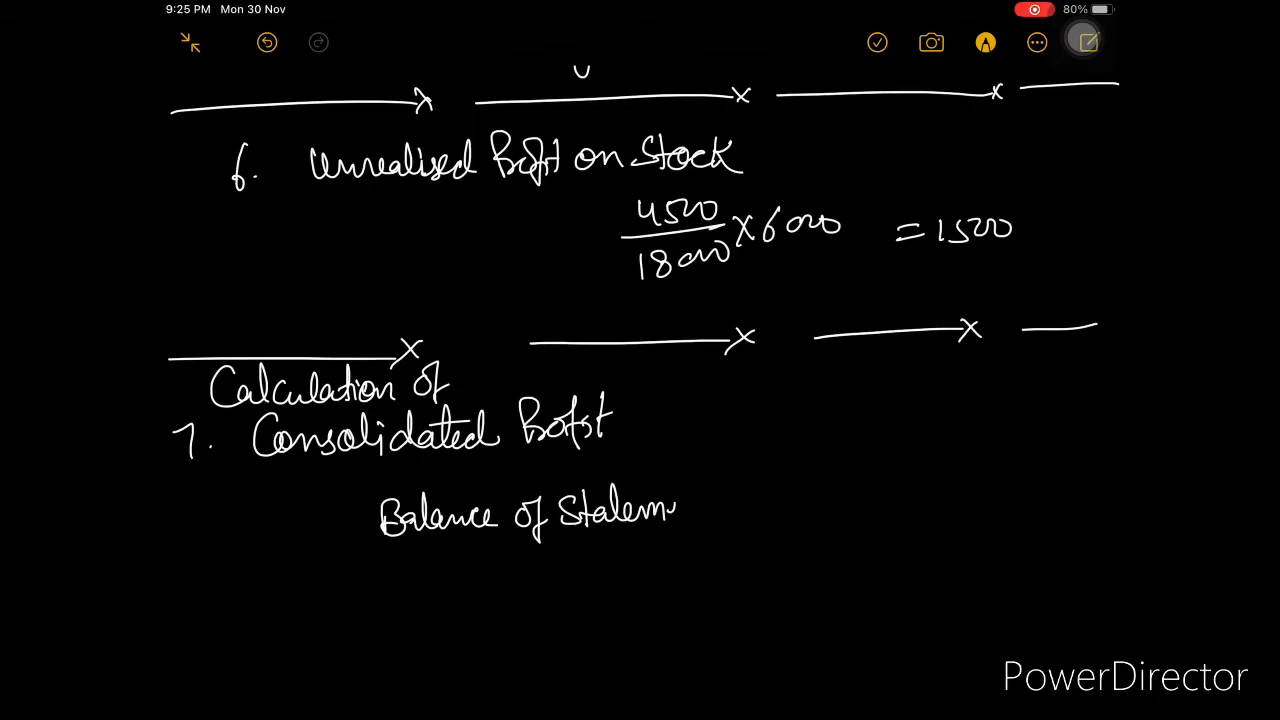 9:25 PM Mon 30 Nov
80%
6. Unrealised Profit on Stock
4500
18000 × 6000 = 1500
Calculation of
7. Consolidated Profit
Balance of Statem
PowerDirector